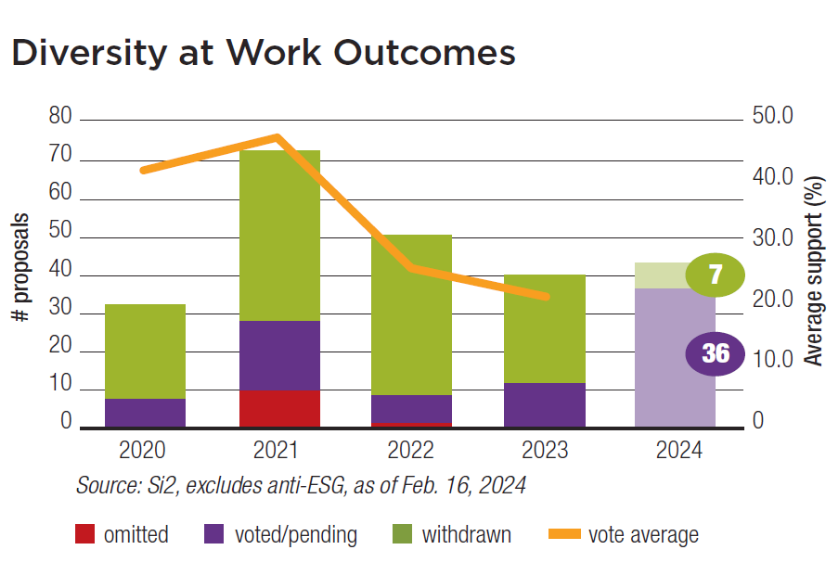 Diversity at Work Outcomes
# proposals
80
70
60
50
40
30
20
10
0
50.0
40.0
30.0
20.0
10.0
0
Average support (%)
7
36
2020 2021 2022 2023 2024
Source: Si2, excludes anti-ESG, as of Feb. 16, 2024
omitted voted/pending withdrawn vote average